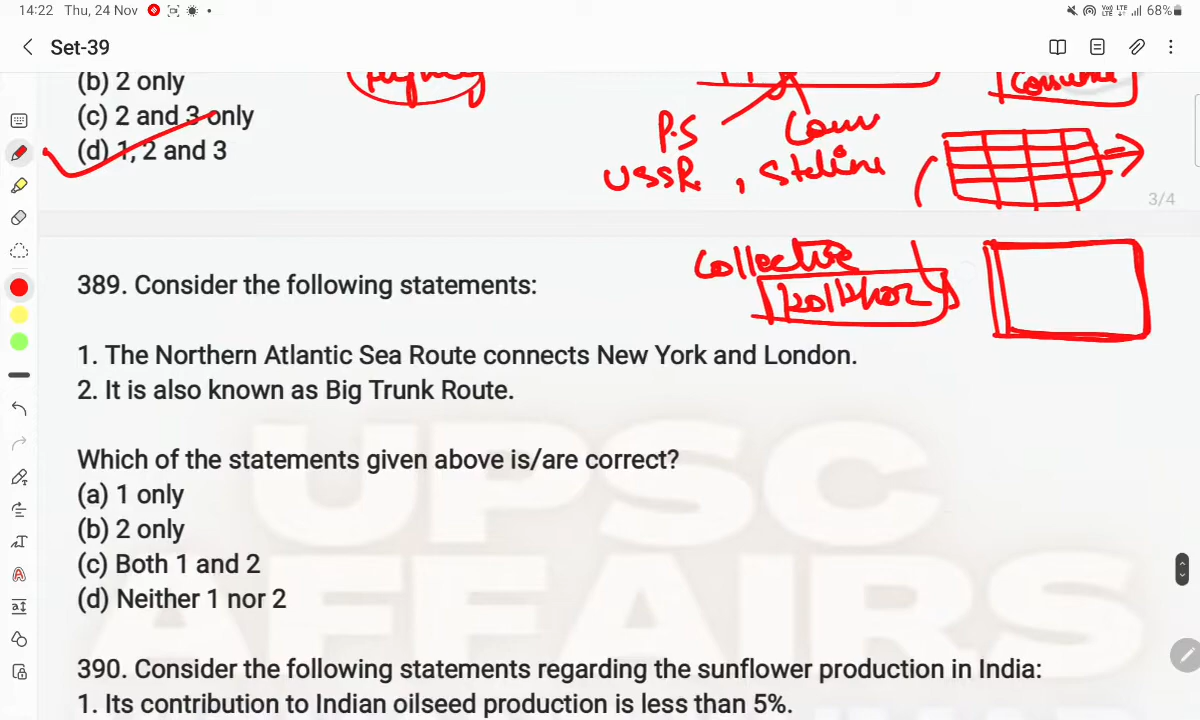 14:22 Thu, 24 Nov
68%
Set-39
(b) 2 only
(c) 2 and 3 only
(d) 1, 2 and 3
P.S
USSR,
3/4
Collective
389. Consider the following statements:
1. The Northern Atlantic Sea Route connects New York and London.
2. It is also known as Big Trunk Route.
Which of the statements given above is/are correct?
(a) 1 only
(b) 2 only
(c) Both 1 and 2
(d) Neither 1 nor 2
390. Consider the following statements regarding the sunflower production in India:
1. Its contribution to Indian oilseed production is less than 5%.
UPSC
AFFAIRS